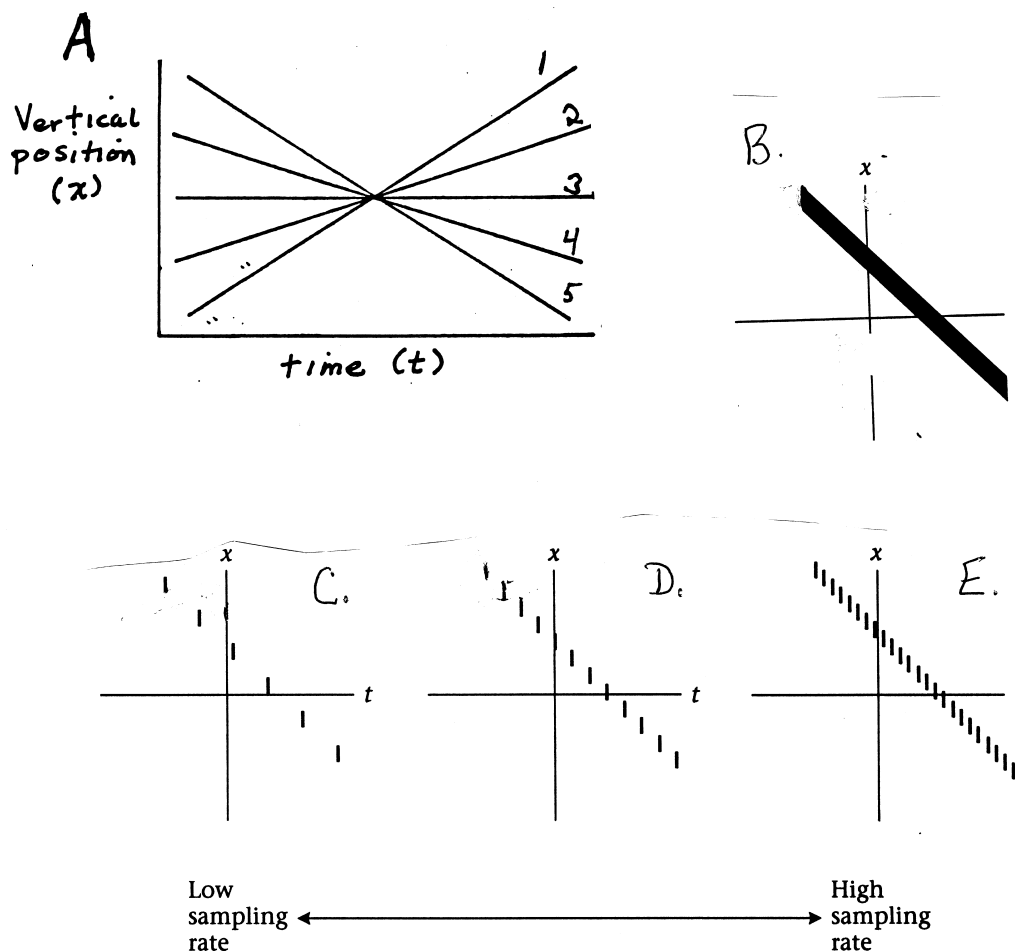 A
Vertical
position
(x)
1
2
3
4
5
time (t)
B.
x
x
C.
t
x
D.
t
x
E.
Low
sampling
rate
High
sampling
rate